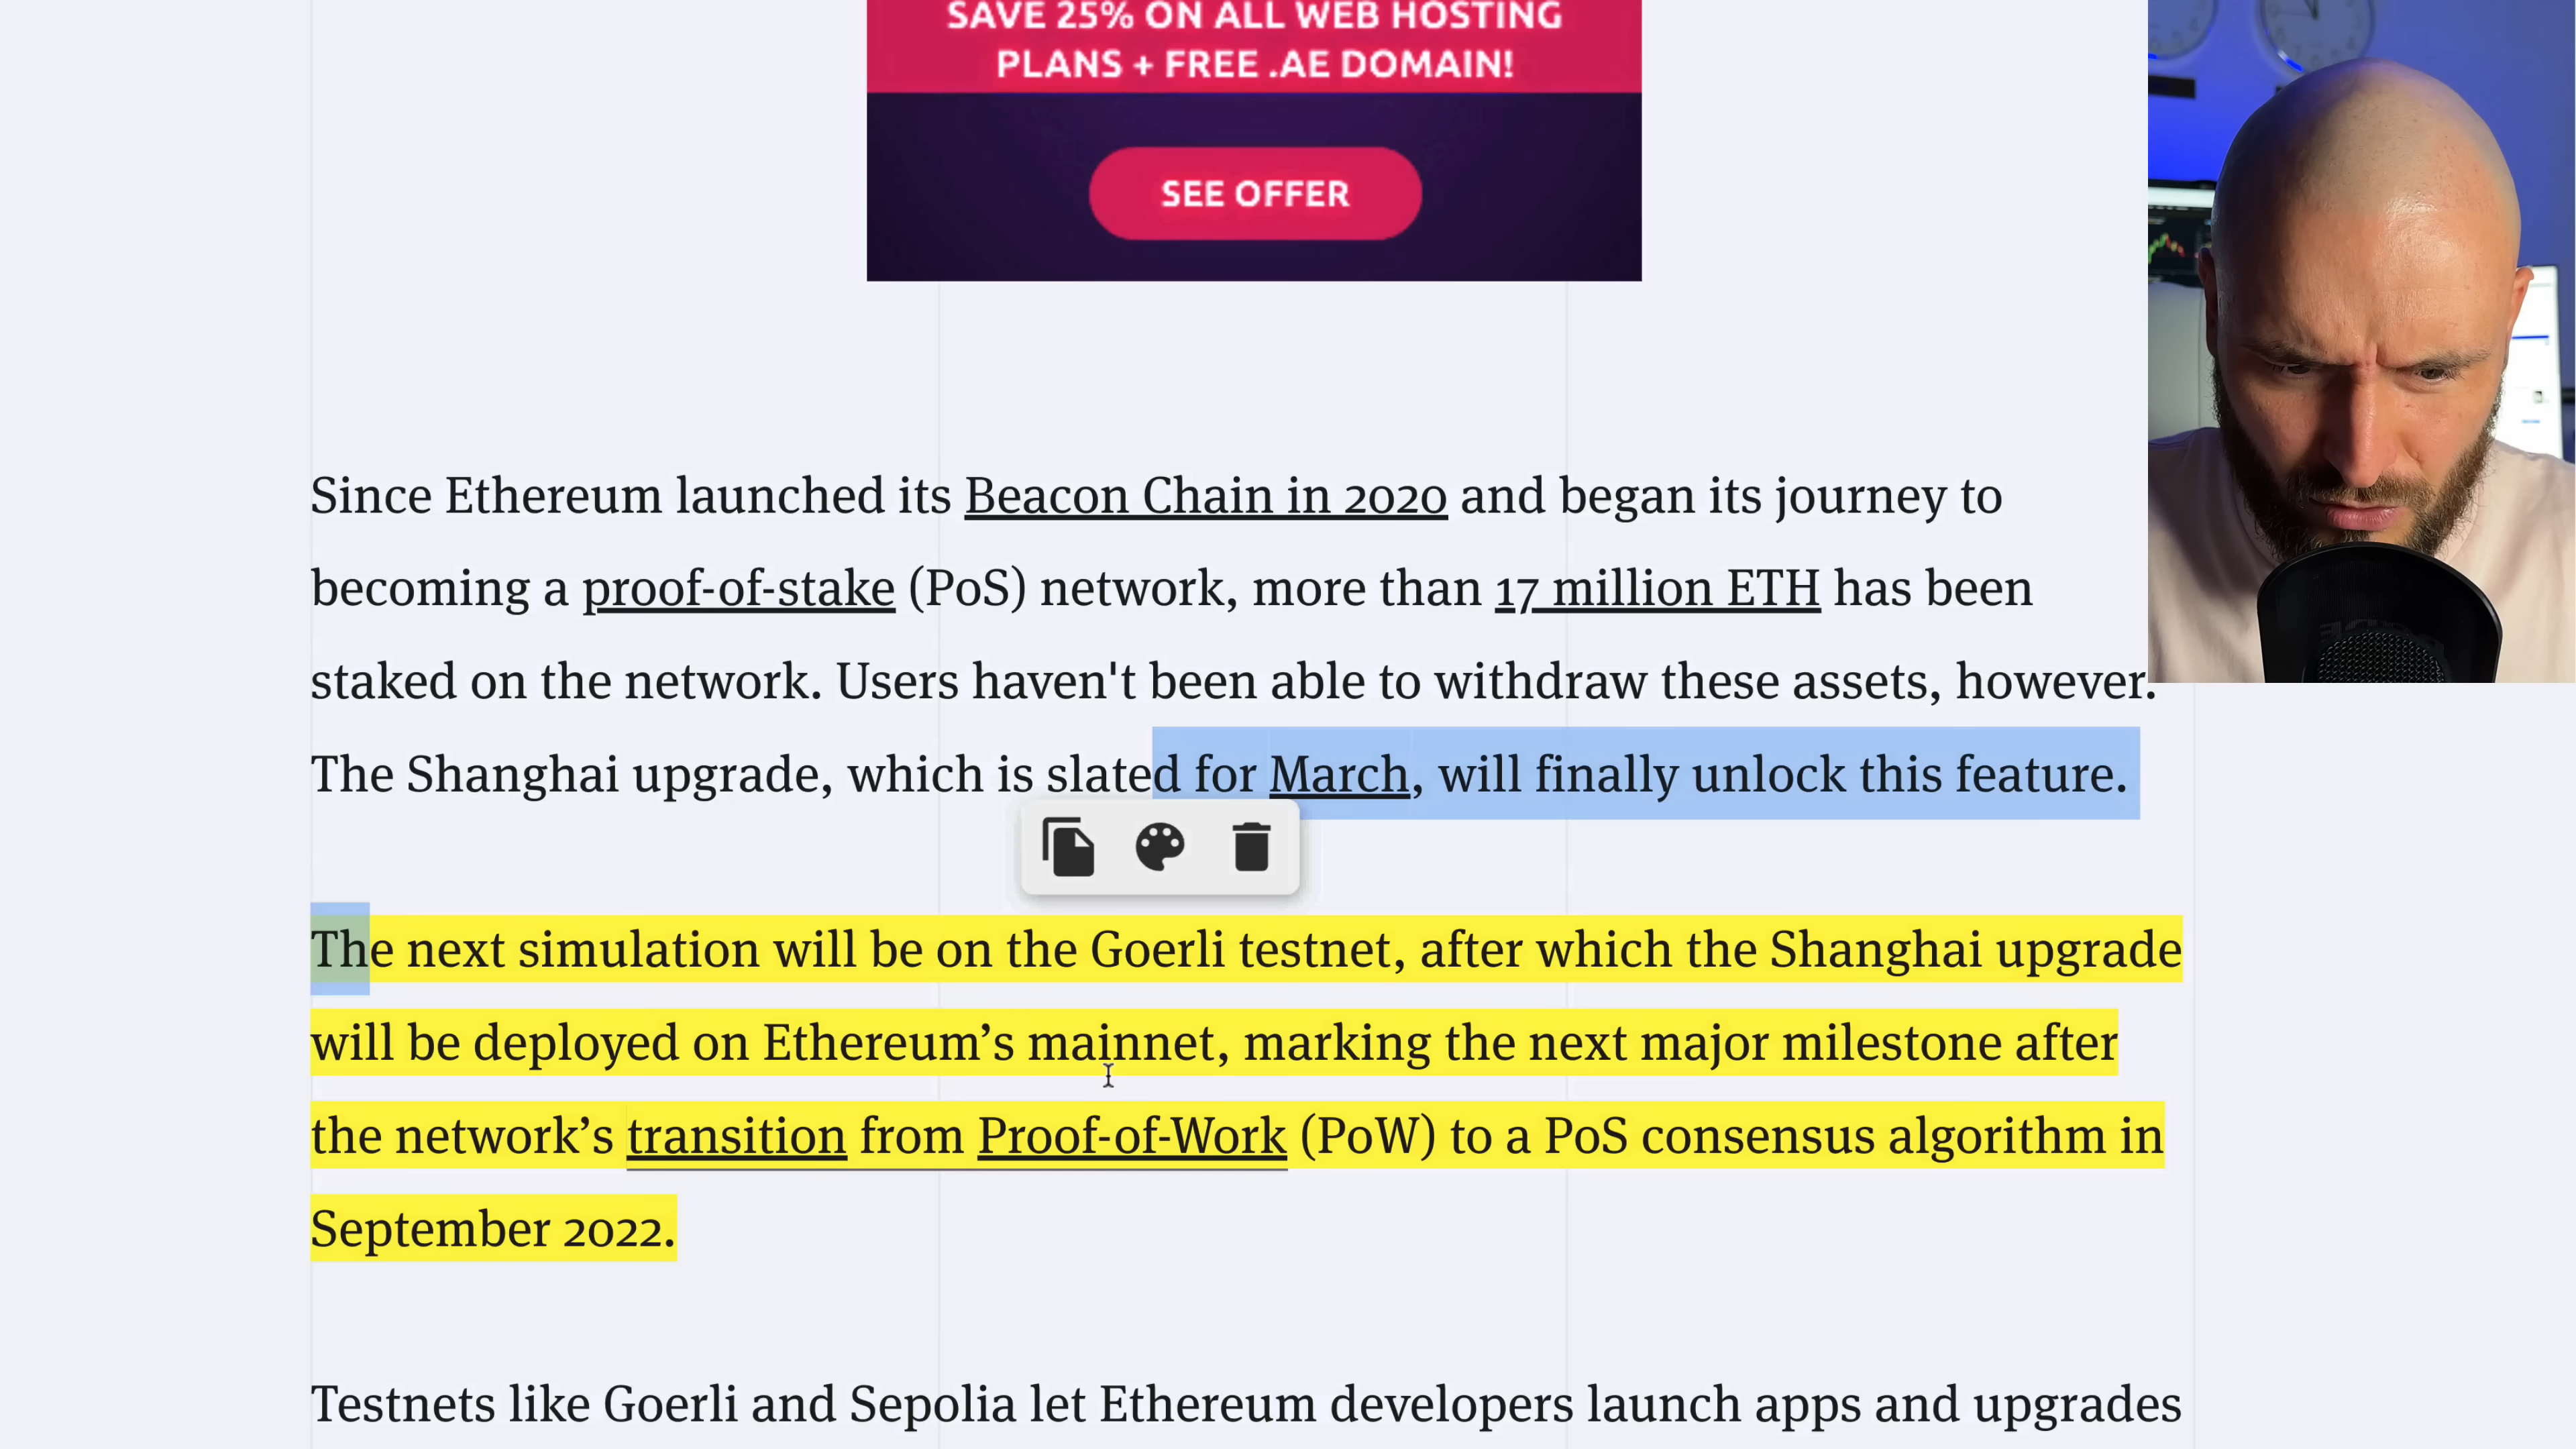 SAVE 25% ON ALL WEB HOSTING
PLANS + FREE .AE DOMAIN!
SEE OFFER
Since Ethereum launched its Beacon Chain in 2020 and began its journey to
becoming a proof-of-stake (PoS) network, more than 17 million ETH has been
staked on the network. Users haven't been able to withdraw these assets, however.
The Shanghai upgrade, which is slated for March, will finally unlock this feature.
The next simulation will be on the Goerli testnet, after which the Shanghai upgrade
will be deployed on Ethereum’s mainnet, marking the next major milestone after
the network’s transition from Proof-of-Work (PoW) to a PoS consensus algorithm in
September 2022.
Testnets like Goerli and Sepolia let Ethereum developers launch apps and upgrades